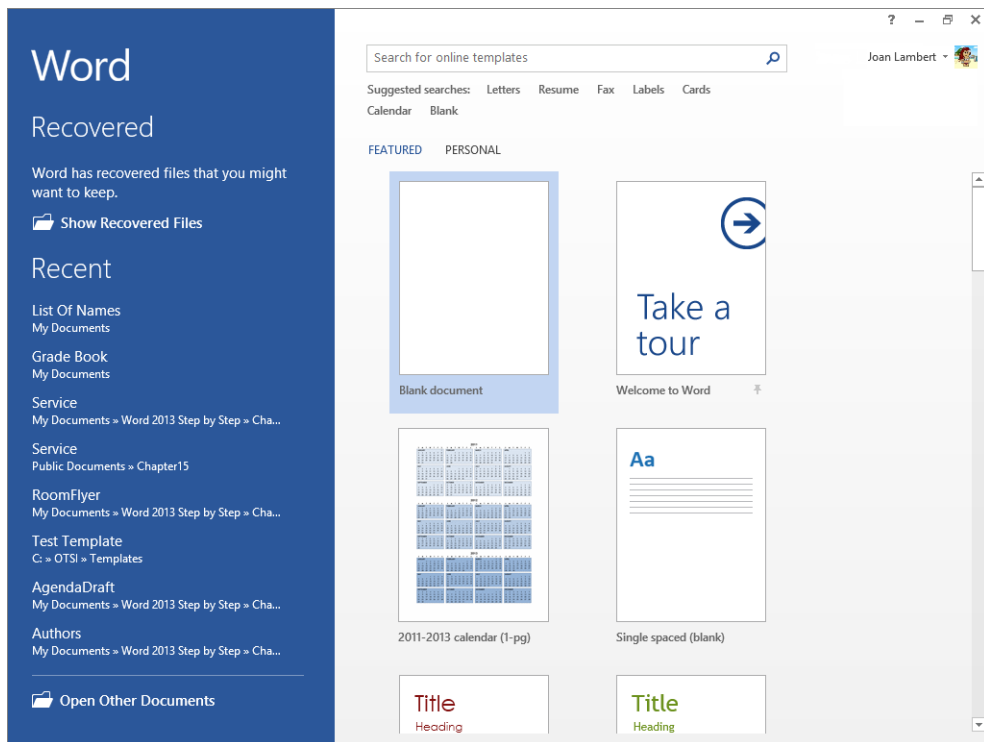 Word
Recovered
Word has recovered files that you might
want to keep.
Show Recovered Files
Recent
List Of Names
My Documents
Grade Book
My Documents
Service
My Documents » Word 2013 Step by Step » Cha...
Service
Public Documents » Chapter15
RoomFlyer
My Documents » Word 2013 Step by Step » Cha...
Test Template
C: » OTSI » Templates
AgendaDraft
My Documents » Word 2013 Step by Step » Cha...
Authors
My Documents » Word 2013 Step by Step » Cha...
Open Other Documents
?
Search for online templates
Joan Lambert
Suggested searches: Letters Resume Fax Labels Cards
Calendar Blank
FEATURED PERSONAL
Take a
tour
Blank document
Welcome to Word
Aa
2011-2013 calendar (1-pg)
Single spaced (blank)
Title
Heading
Title
Heading